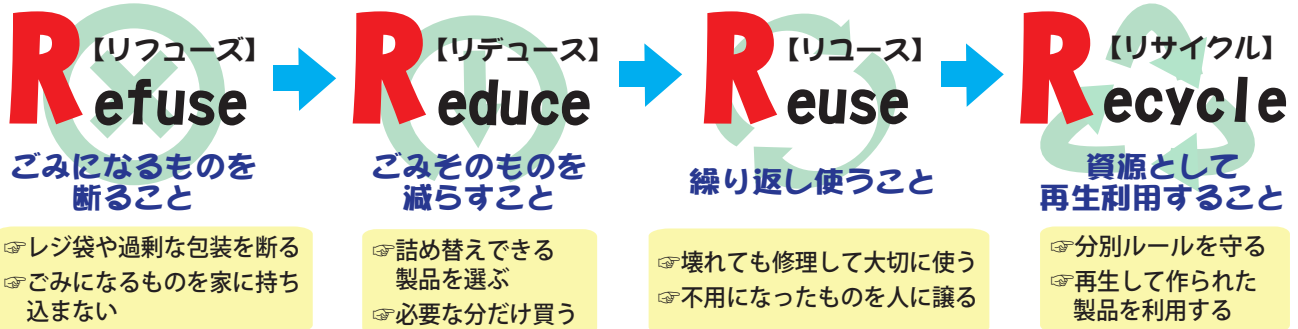 【リフューズ】
Refuse
ごみになるものを
断ること
☞レジ袋や過剰な包装を断る
☞ごみになるものを家に持ち
込まない
【リデュース】
Reduce
ごみそのものを
減らすこと
☞詰め替えできる
製品を選ぶ
☞必要な分だけ買う
【リユース】
Reuse
繰り返し使うこと
☞壊れても修理して大切に使う
☞不用になったものを人に譲る
【リサイクル】
Recycle
資源として
再生利用すること
☞分別ルールを守る
☞再生して作られた
製品を利用する